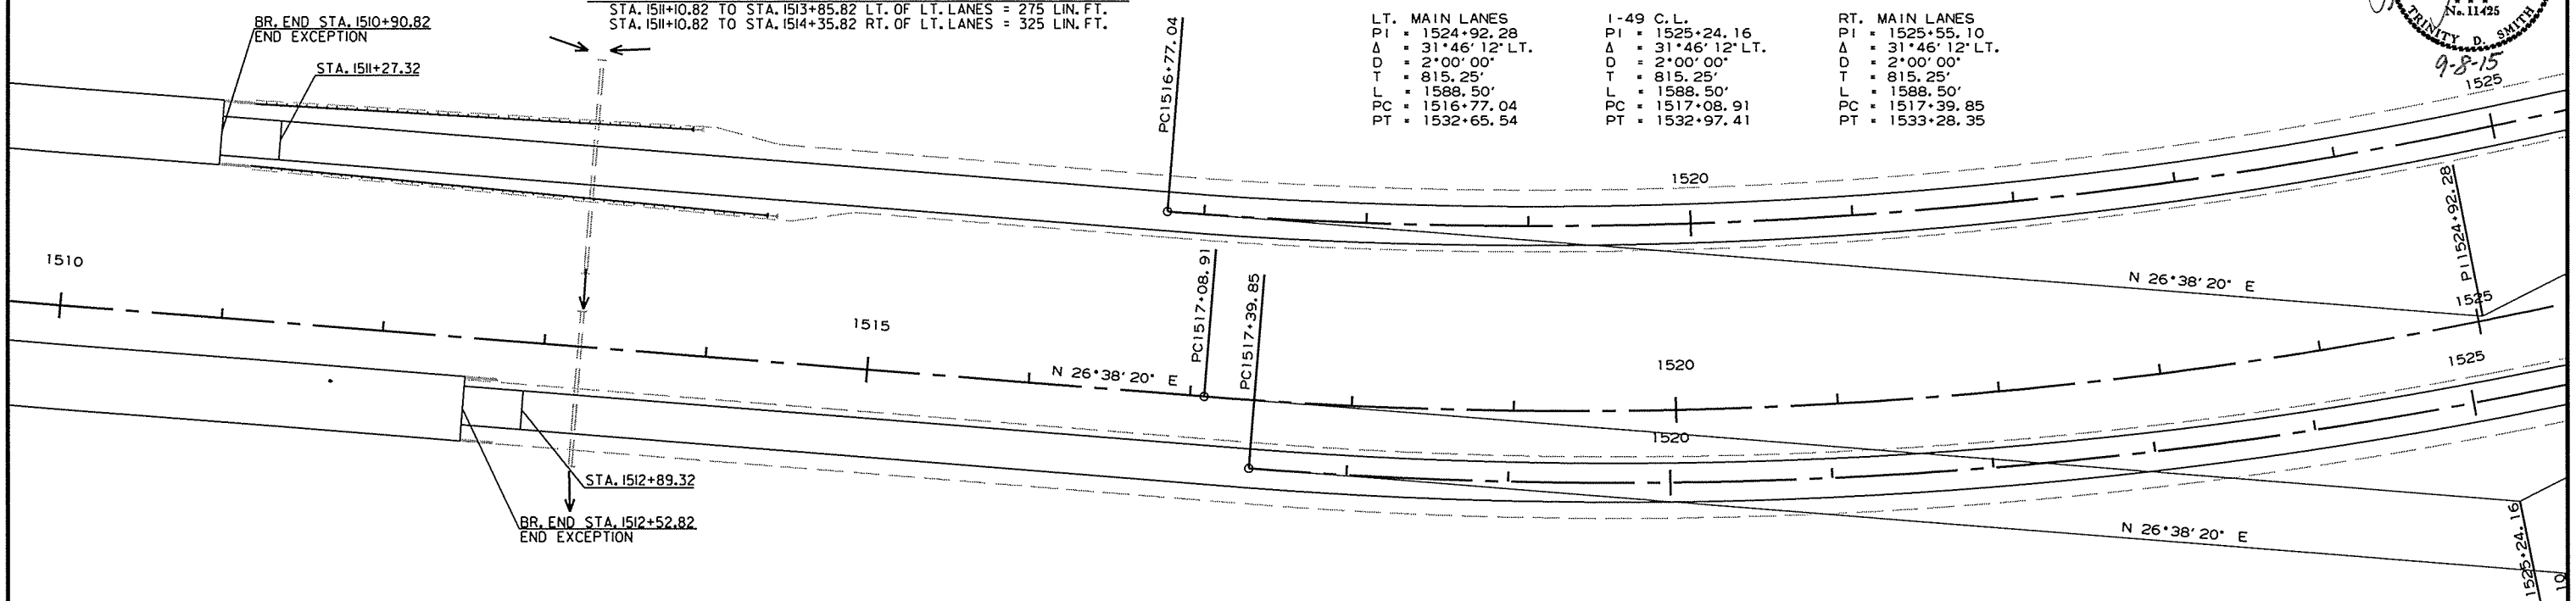 STA. 1511+10.82 TO STA. 1513+85.82 LT. OF LT. LANES = 275 LIN. FT.
STA. 1511+10.82 TO STA. 1514+35.82 RT. OF LT. LANES = 325 LIN. FT.
BR. END STA. 1510+90.82
END EXCEPTION
STA. 1511+27.32
PC1516+77.04
LT. MAIN LANES
PI = 1524+92.28
Δ = 31°46'12" LT.
D = 2°00'00"
T = 815.25'
L = 1588.50'
PC = 1516+77.04
PT = 1532+65.54
I-49 C.L.
PI = 1525+24.16
Δ = 31°46'12" LT.
D = 2°00'00"
T = 815.25'
L = 1588.50'
PC = 1517+08.91
PT = 1532+97.41
RT. MAIN LANES
PI = 1525+55.10
Δ = 31°46'12" LT.
D = 2°00'00"
T = 815.25'
L = 1588.50'
PC = 1517+39.85
PT = 1533+28.35
No. 11425
TRINITY D. SMITH
9-8-15
1525
1520
PI1524+92.28
N 26°38'20" E
1510
1515
PC1517+08.91
PC1517+39.85
N 26°38'20" E
1525
1520
1525
1520
STA. 1512+89.32
BR. END STA. 1512+52.82
END EXCEPTION
N 26°38'20" E
1525+24.16
10